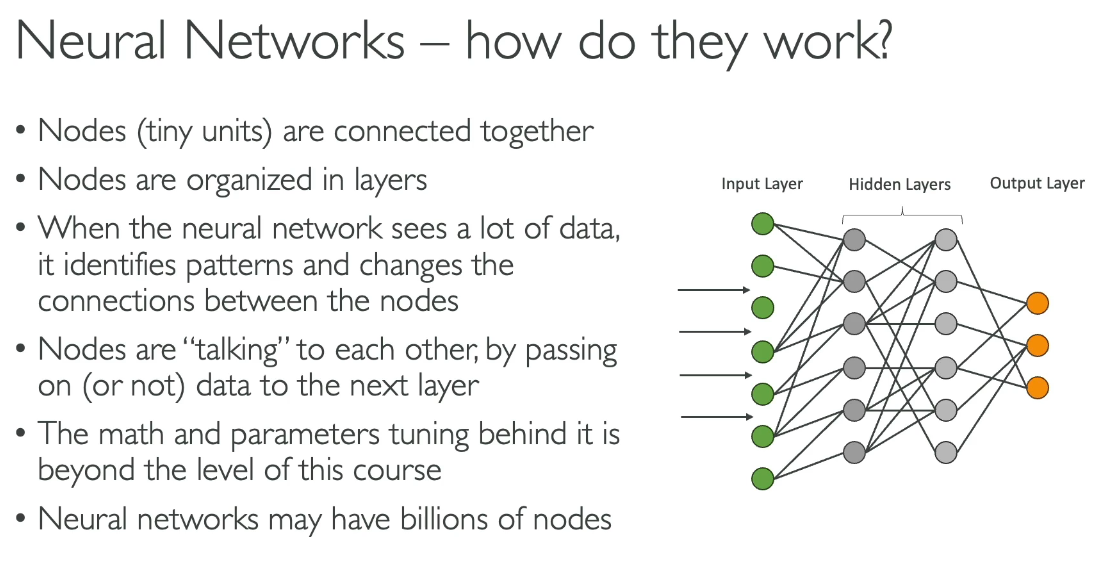 Neural Networks – how do they work?
• Nodes (tiny units) are connected together
• Nodes are organized in layers
• When the neural network sees a lot of data,
it identifies patterns and changes the
connections between the nodes
• Nodes are “talking” to each other, by passing
on (or not) data to the next layer
• The math and parameters tuning behind it is
beyond the level of this course
• Neural networks may have billions of nodes
Input Layer
Hidden Layers
Output Layer